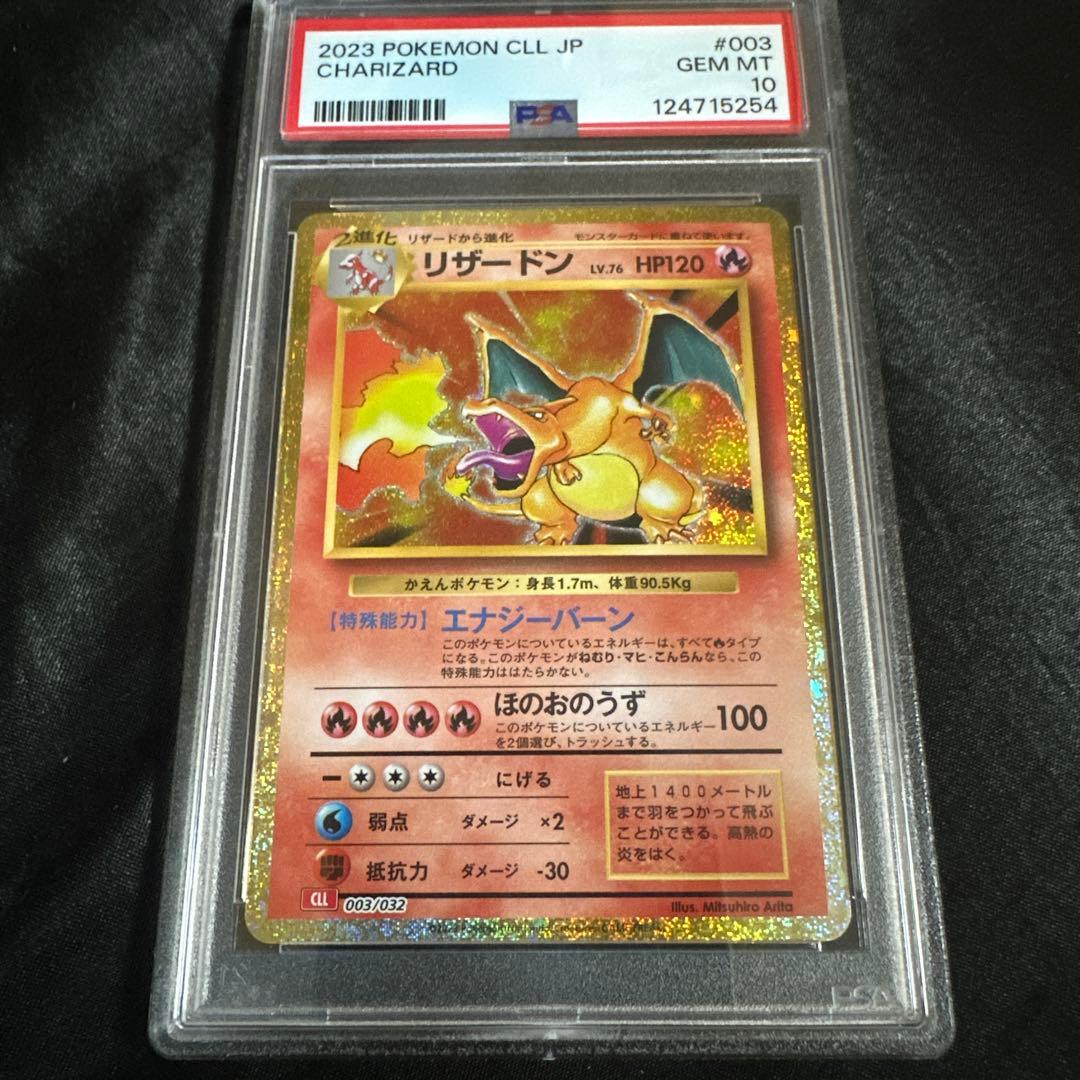 2023 POKEMON CLL JP #003
CHARIZARD GEM MT
10
PSA 124715254
2進化 リザードから進化 モンスターカードに重ねて使います。
リザードン LV.76 HP120
かえんポケモン：身長1.7m、体重90.5Kg
【特殊能力】エナジーバーン
このポケモンについているエネルギーは、すべて🔥タイプ
になる。このポケモンがねむり・マヒ・こんらんなら、この
特殊能力ははたらかない。
ほのおのうず 100
このポケモンについているエネルギー
を2個選び、トラッシュする。
にげる
弱点 ダメージ ×2
抵抗力 ダメージ -30
地上1400メートル
まで羽をつかって飛ぶ
ことができる。高熱の
炎をはく。
CLL 003/032
Illus. Mitsuhiro Arita
PSA